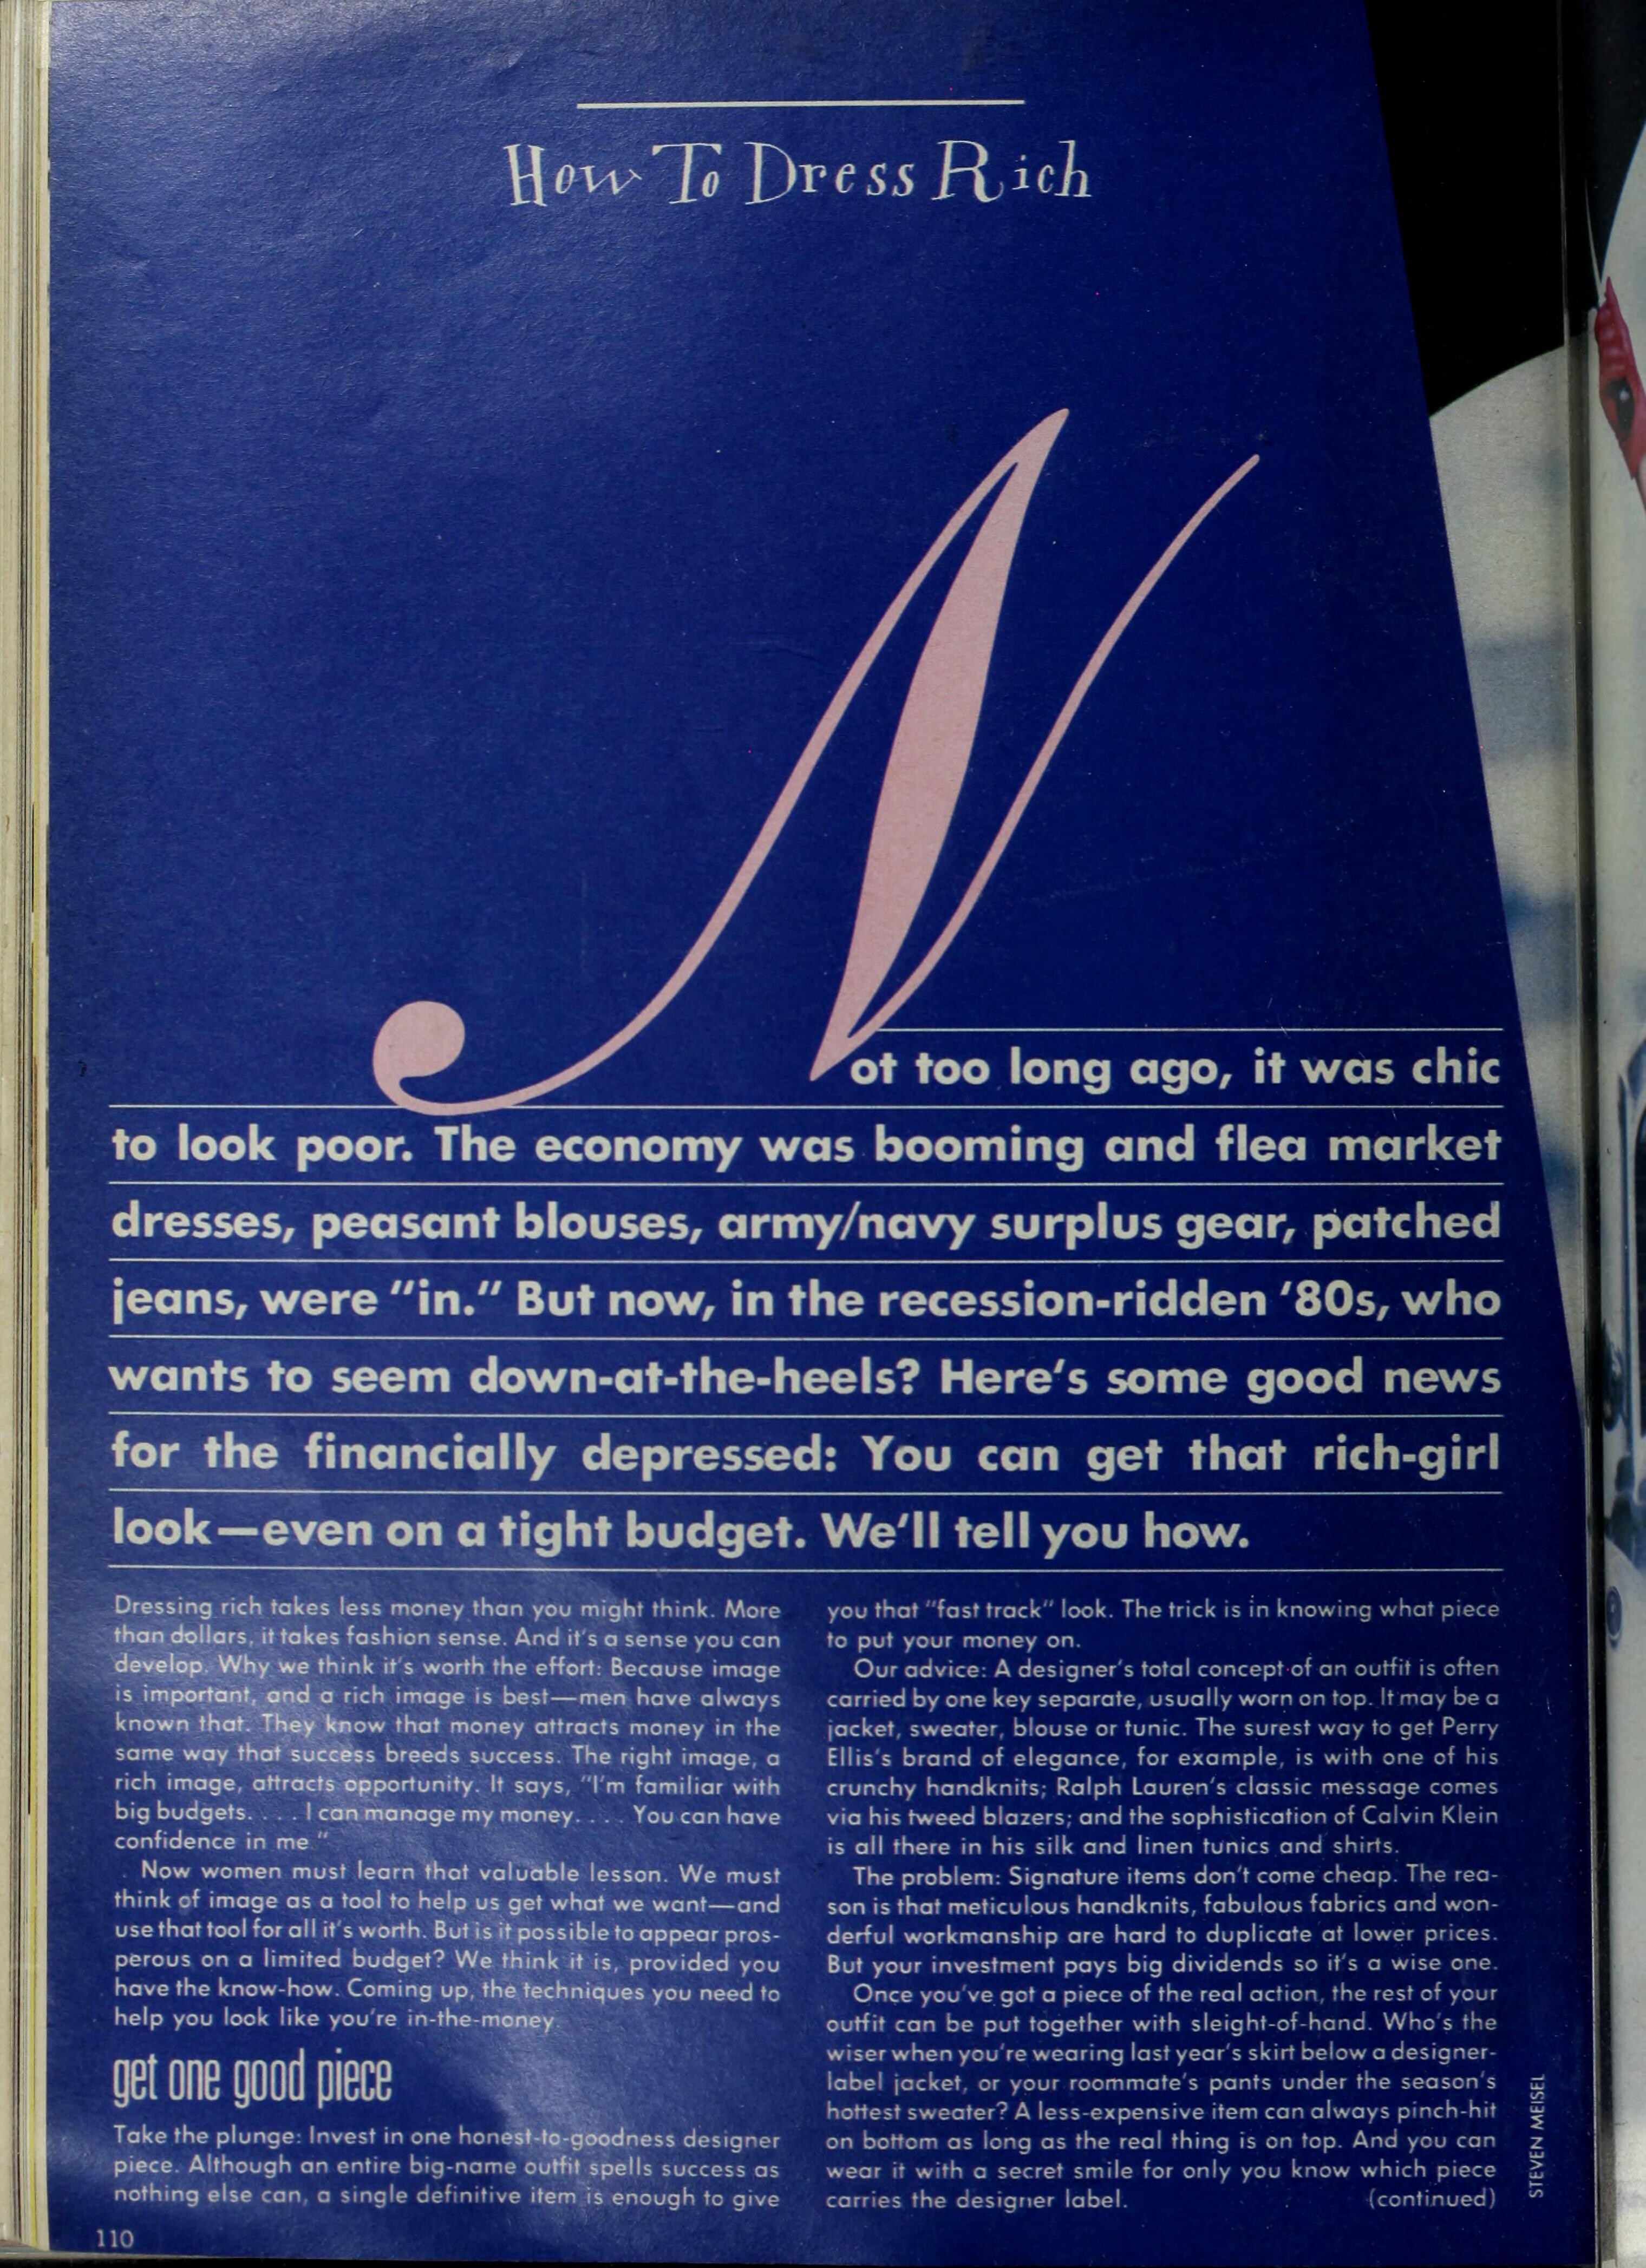 How To Dress Rich
Not too long ago, it was chic
to look poor. The economy was booming and flea market
dresses, peasant blouses, army/navy surplus gear, patched
jeans, were "in." But now, in the recession-ridden '80s, who
wants to seem down-at-the-heels? Here's some good news
for the financially depressed: You can get that rich-girl
look—even on a tight budget. We'll tell you how.
Dressing rich takes less money than you might think. More
than dollars, it takes fashion sense. And it's a sense you can
develop. Why we think it's worth the effort: Because image
is important, and a rich image is best—men have always
known that. They know that money attracts money in the
same way that success breeds success. The right image, a
rich image, attracts opportunity. It says, "I'm familiar with
big budgets. . . . I can manage my money. . . . You can have
confidence in me."
Now women must learn that valuable lesson. We must
think of image as a tool to help us get what we want—and
use that tool for all it's worth. But is it possible to appear pros-
perous on a limited budget? We think it is, provided you
have the know-how. Coming up, the techniques you need to
help you look like you're in-the-money.
get one good piece
Take the plunge: Invest in one honest-to-goodness designer
piece. Although an entire big-name outfit spells success as
nothing else can, a single definitive item is enough to give
you that "fast track" look. The trick is in knowing what piece
to put your money on.
Our advice: A designer's total concept of an outfit is often
carried by one key separate, usually worn on top. It may be a
jacket, sweater, blouse or tunic. The surest way to get Perry
Ellis's brand of elegance, for example, is with one of his
crunchy handknits; Ralph Lauren's classic message comes
via his tweed blazers; and the sophistication of Calvin Klein
is all there in his silk and linen tunics and shirts.
The problem: Signature items don't come cheap. The rea-
son is that meticulous handknits, fabulous fabrics and won-
derful workmanship are hard to duplicate at lower prices.
But your investment pays big dividends so it's a wise one.
Once you've got a piece of the real action, the rest of your
outfit can be put together with sleight-of-hand. Who's the
wiser when you're wearing last year's skirt below a designer-
label jacket, or your roommate's pants under the season's
hottest sweater? A less-expensive item can always pinch-hit
on bottom as long as the real thing is on top. And you can
wear it with a secret smile for only you know which piece
carries the designer label. (continued)
STEVEN MEISEL
110